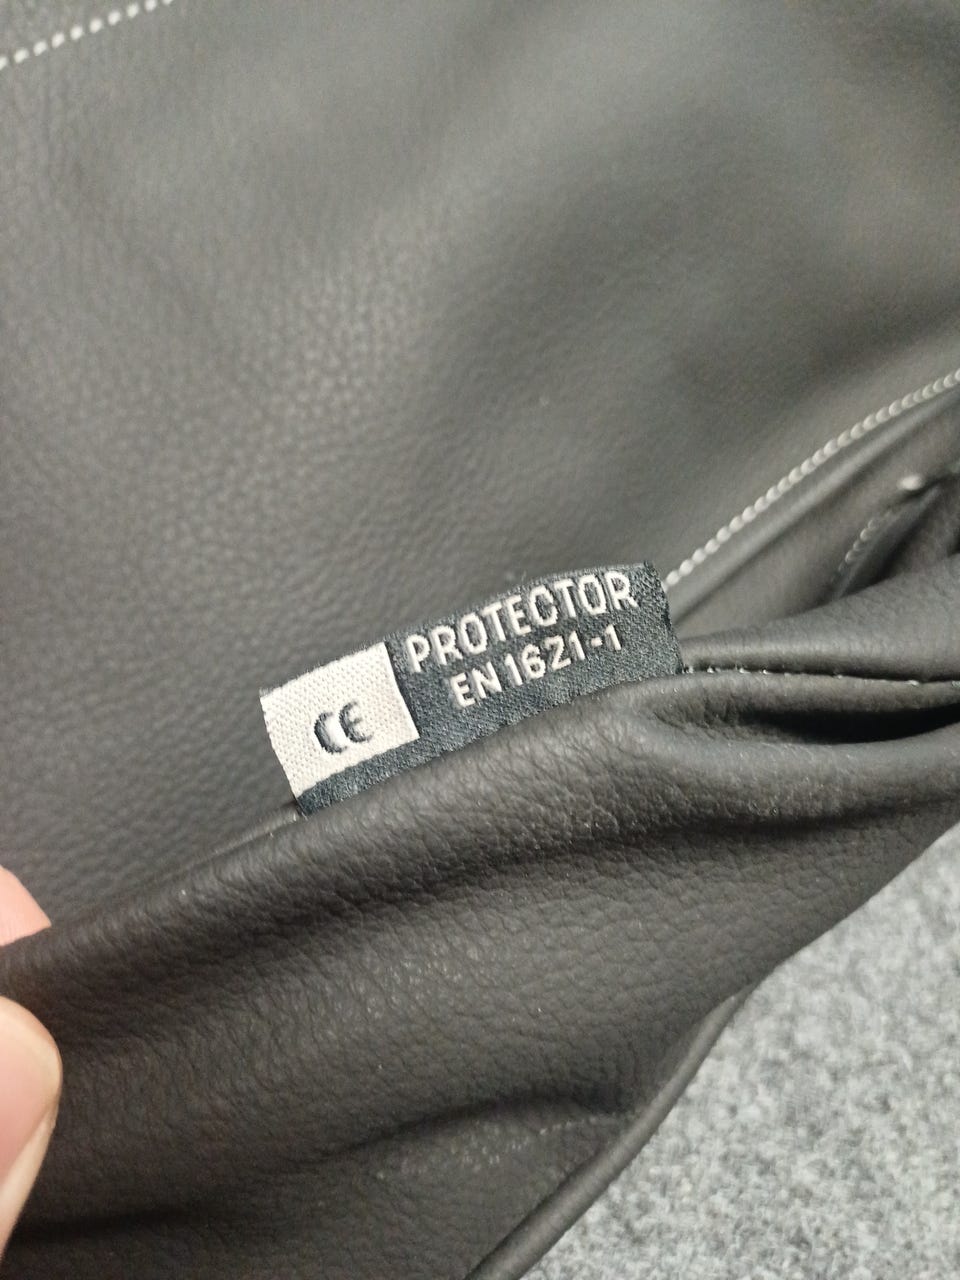 PROTECTOR
EN 1621-1
CE